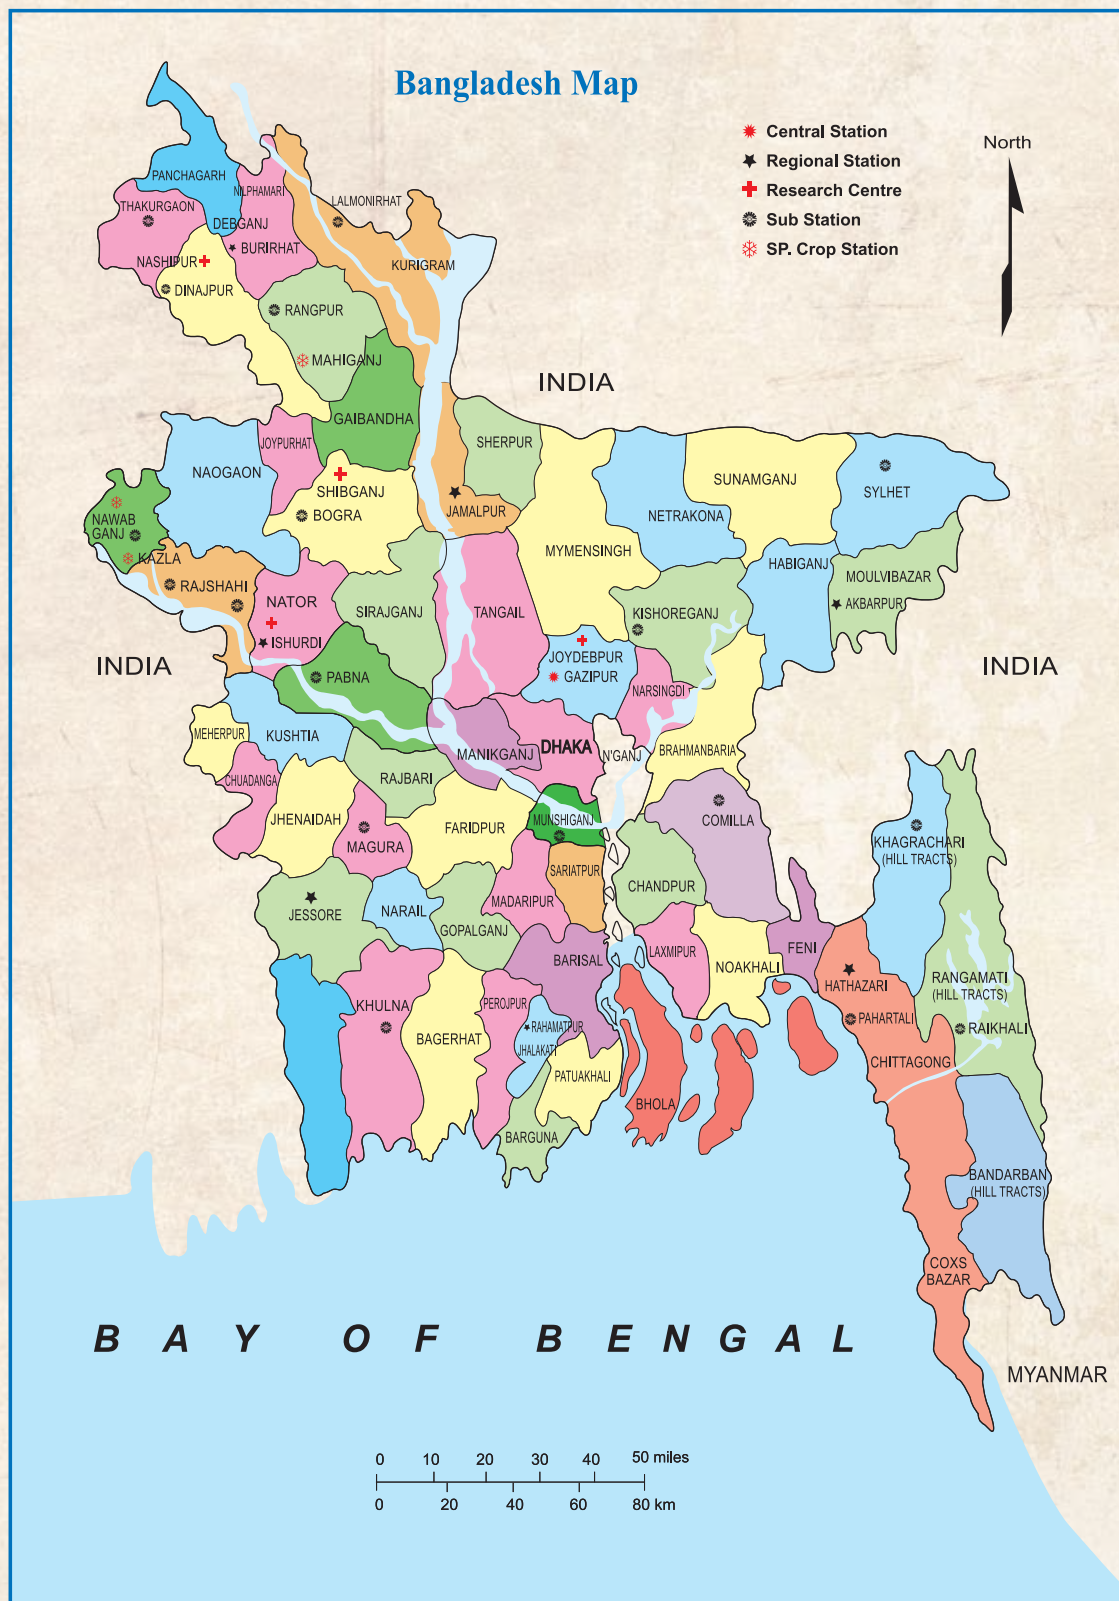 Bangladesh Map
Central Station
Regional Station
Research Centre
Sub Station
SP. Crop Station
North
PANCHAGARH
NILPHAMARI
THAKURGAON
LALMONIRHAT
DEBGANJ
BURIRHAT
NASHIPUR
KURIGRAM
DINAJPUR
RANGPUR
MAHIGANJ
INDIA
GAIBANDHA
JOYPURHAT
SHERPUR
NAOGAON
SUNAMGANJ
SHIBGANJ
SYLHET
BOGRA
JAMALPUR
NETRAKONA
NAWAB
GANJ
MYMENSINGH
KAZLA
HABIGANJ
MOULVIBAZAR
RAJSHAHI
NATOR
SIRAJGANJ
TANGAIL
KISHOREGANJ
AKBARPUR
ISHURDI
JOYDEBPUR
GAZIPUR
INDIA
INDIA
PABNA
NARSINGDI
MEHERPUR
KUSHTIA
MANIKGANJ
DHAKA
N'GANJ
BRAHMANBARIA
CHUADANGA
RAJBARI
JHENAIDAH
FARIDPUR
MUNSHIGANJ
COMILLA
MAGURA
KHAGRACHARI
(HILL TRACTS)
SARIATPUR
CHANDPUR
JESSORE
NARAIL
MADARIPUR
GOPALGANJ
BARISAL
LAXMIPUR
NOAKHALI
FENI
HATHAZARI
RANGAMATI
(HILL TRACTS)
KHULNA
PEROJPUR
RAHAMATPUR
PAHARTALI
RAIKHALI
BAGERHAT
JHALAKATI
CHITTAGONG
PATUAKHALI
BHOLA
BARGUNA
BANDARBAN
(HILL TRACTS)
COXS
BAZAR
BAY OF BENGAL
MYANMAR
0 10 20 30 40 50 miles
0 20 40 60 80 km